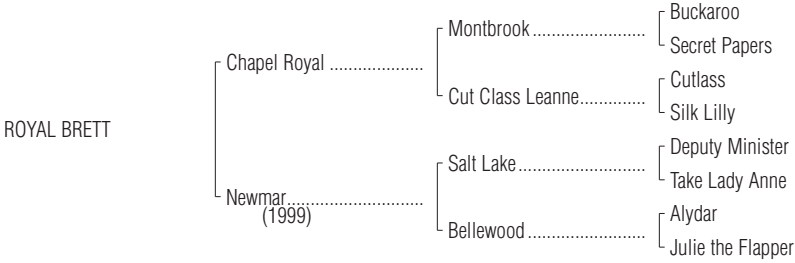 Buckaroo
Montbrook.......................
Secret Papers
Chapel Royal ...................
Cutlass
Cut Class Leanne..............
Silk Lilly
ROYAL BRETT
Deputy Minister
Salt Lake..........................
Take Lady Anne
Newmar............................
(1999)
Alydar
Bellewood ........................
Julie the Flapper